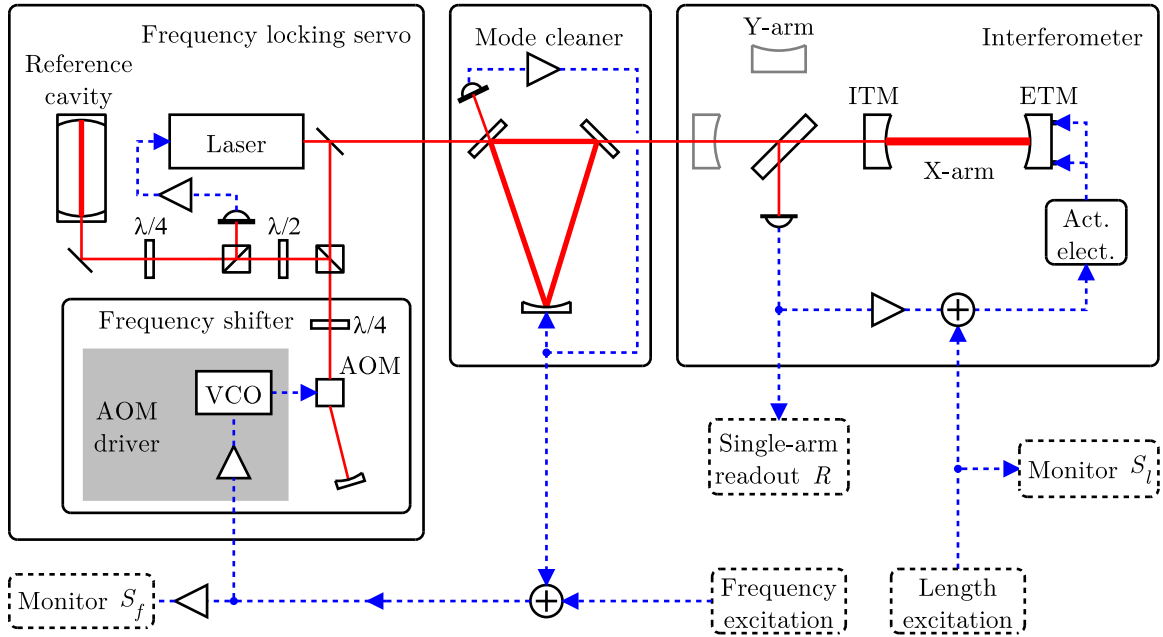 Frequency locking servo
Reference
cavity
Laser
λ/4
λ/2
Frequency shifter
λ/4
AOM
VCO
AOM
driver
Mode cleaner
Interferometer
Y-arm
ITM
ETM
X-arm
Act.
elect.
Single-arm
readout R
Monitor S_l
Monitor S_f
Frequency
excitation
Length
excitation